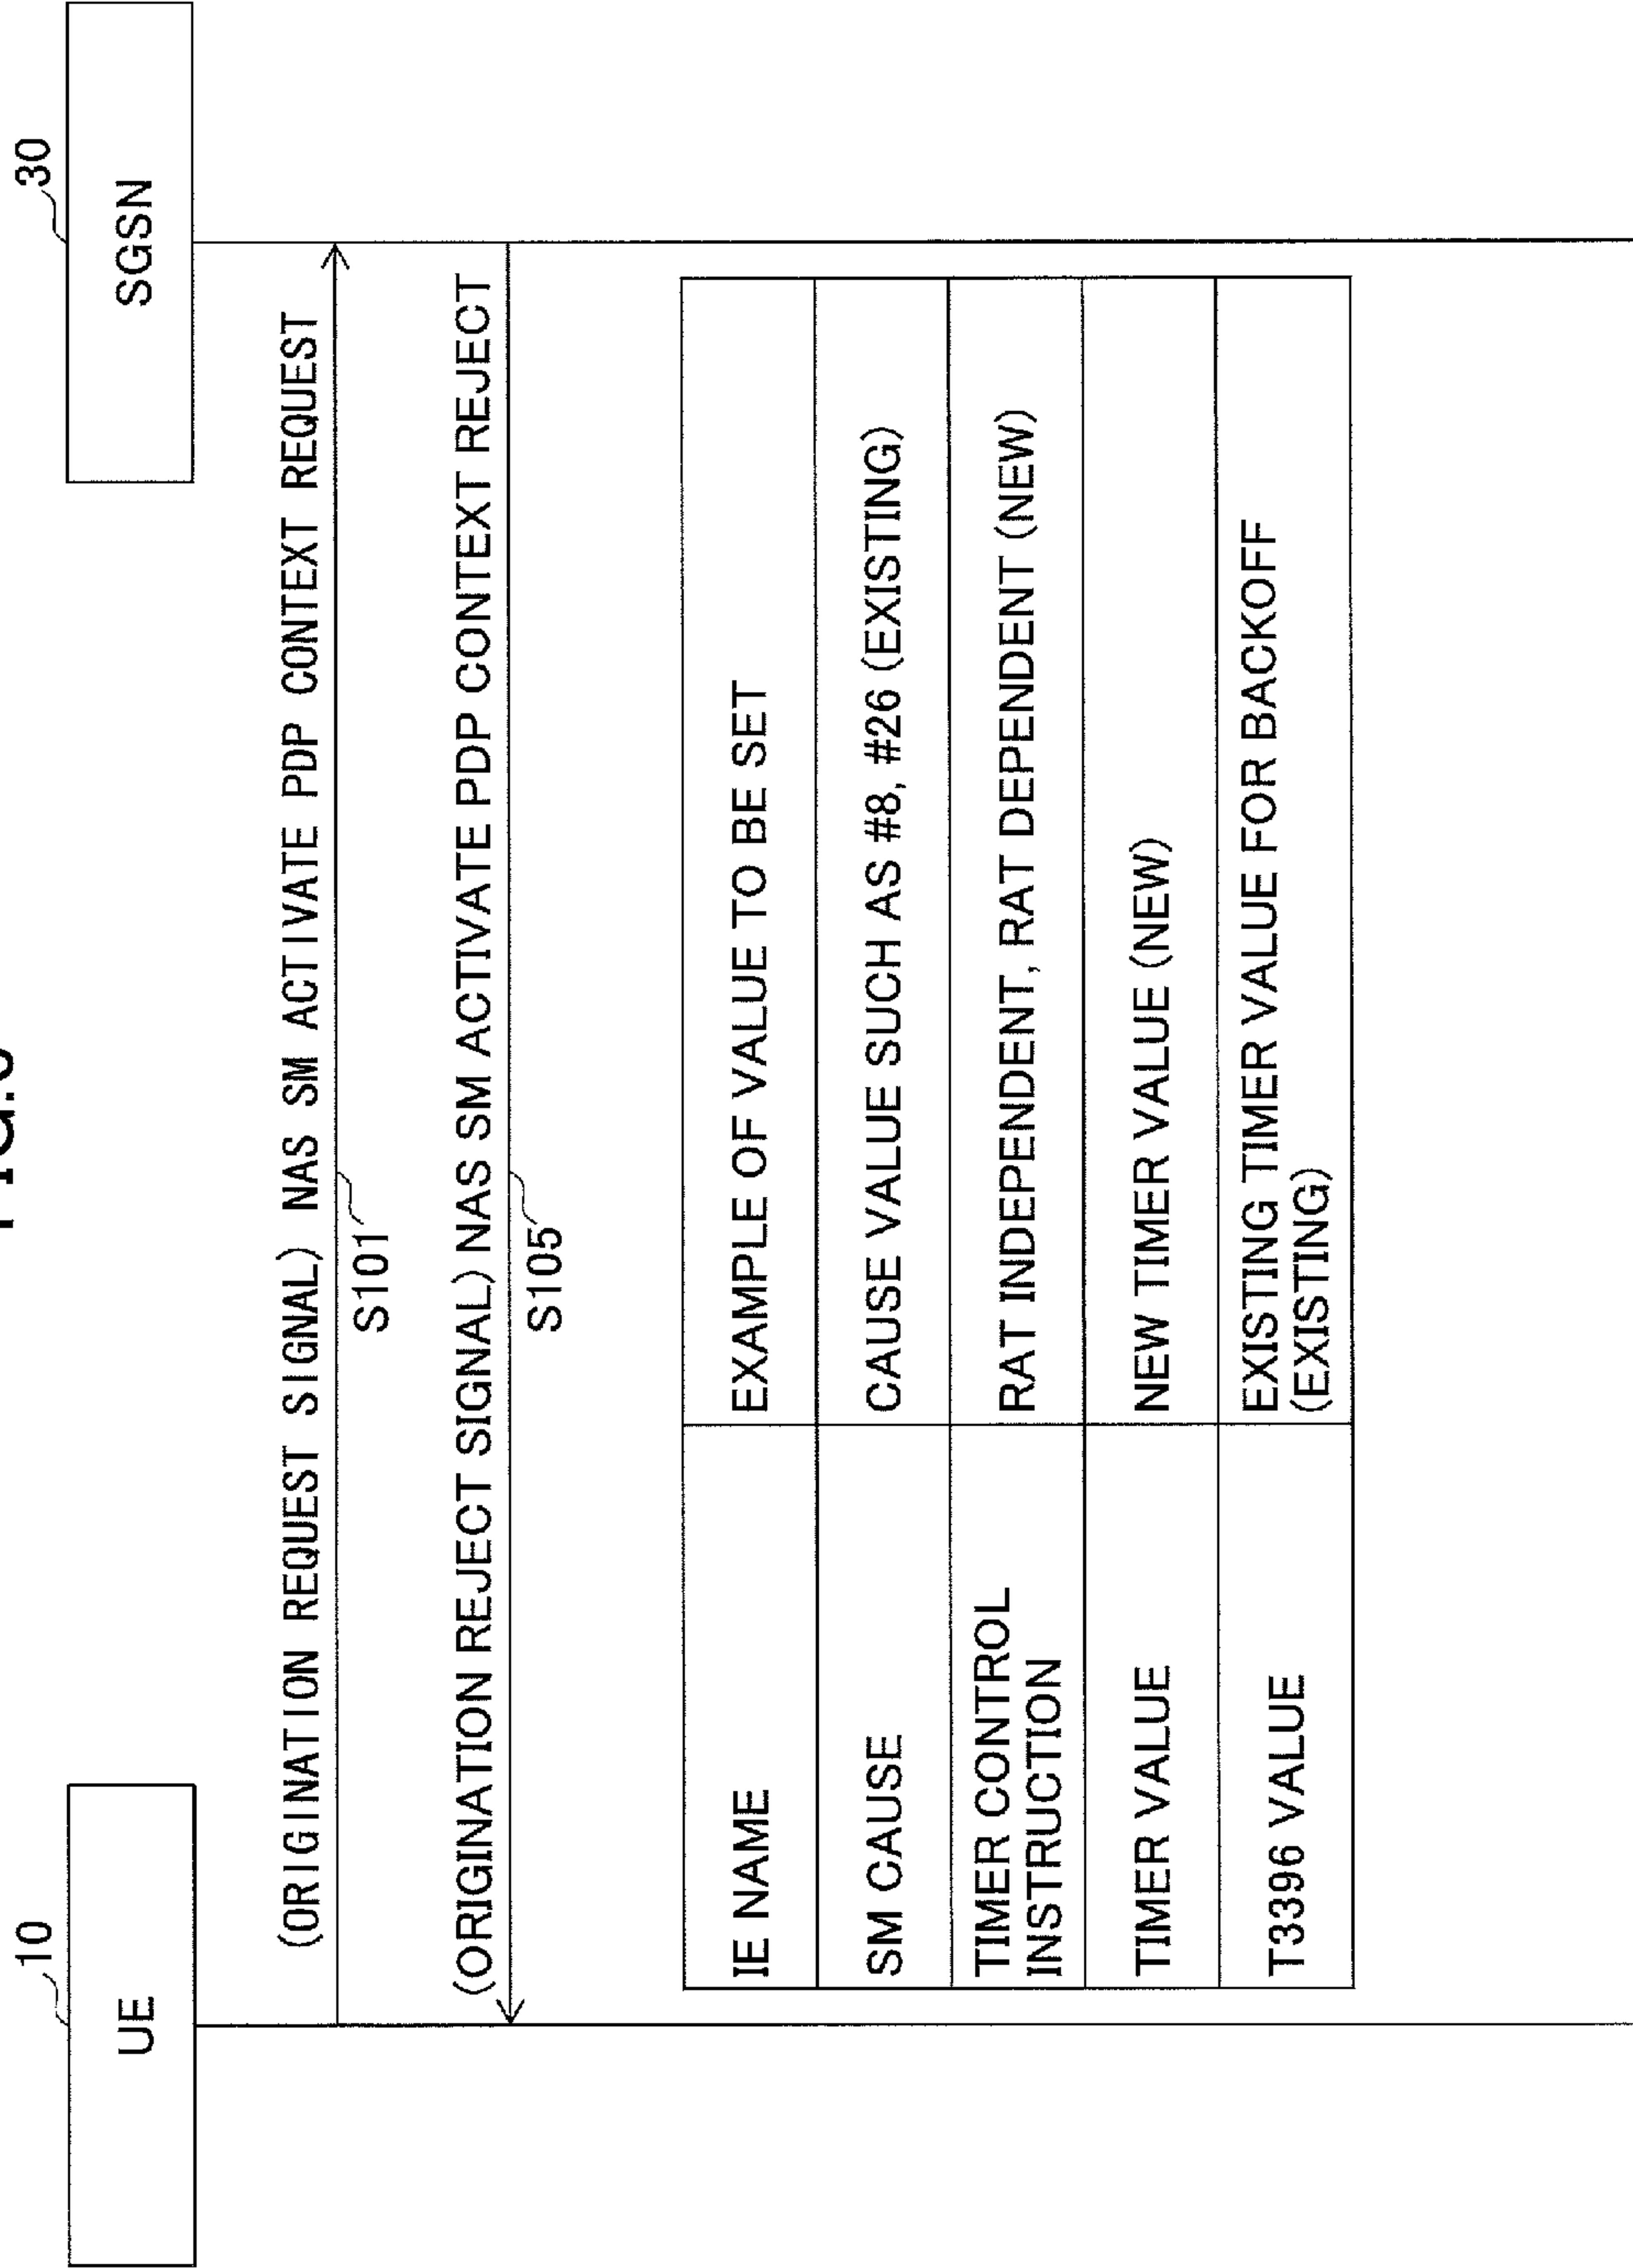 10
UE
30
SGSN
(ORIGINATION REQUEST SIGNAL) NAS SM ACTIVATE PDP CONTEXT REQUEST
S101
(ORIGINATION REJECT SIGNAL) NAS SM ACTIVATE PDP CONTEXT REJECT
S105
IE NAME
EXAMPLE OF VALUE TO BE SET
SM CAUSE
CAUSE VALUE SUCH AS #8, #26 (EXISTING)
TIMER CONTROL
INSTRUCTION
RAT INDEPENDENT, RAT DEPENDENT (NEW)
TIMER VALUE
NEW TIMER VALUE (NEW)
T3396 VALUE
EXISTING TIMER VALUE FOR BACKOFF
(EXISTING)